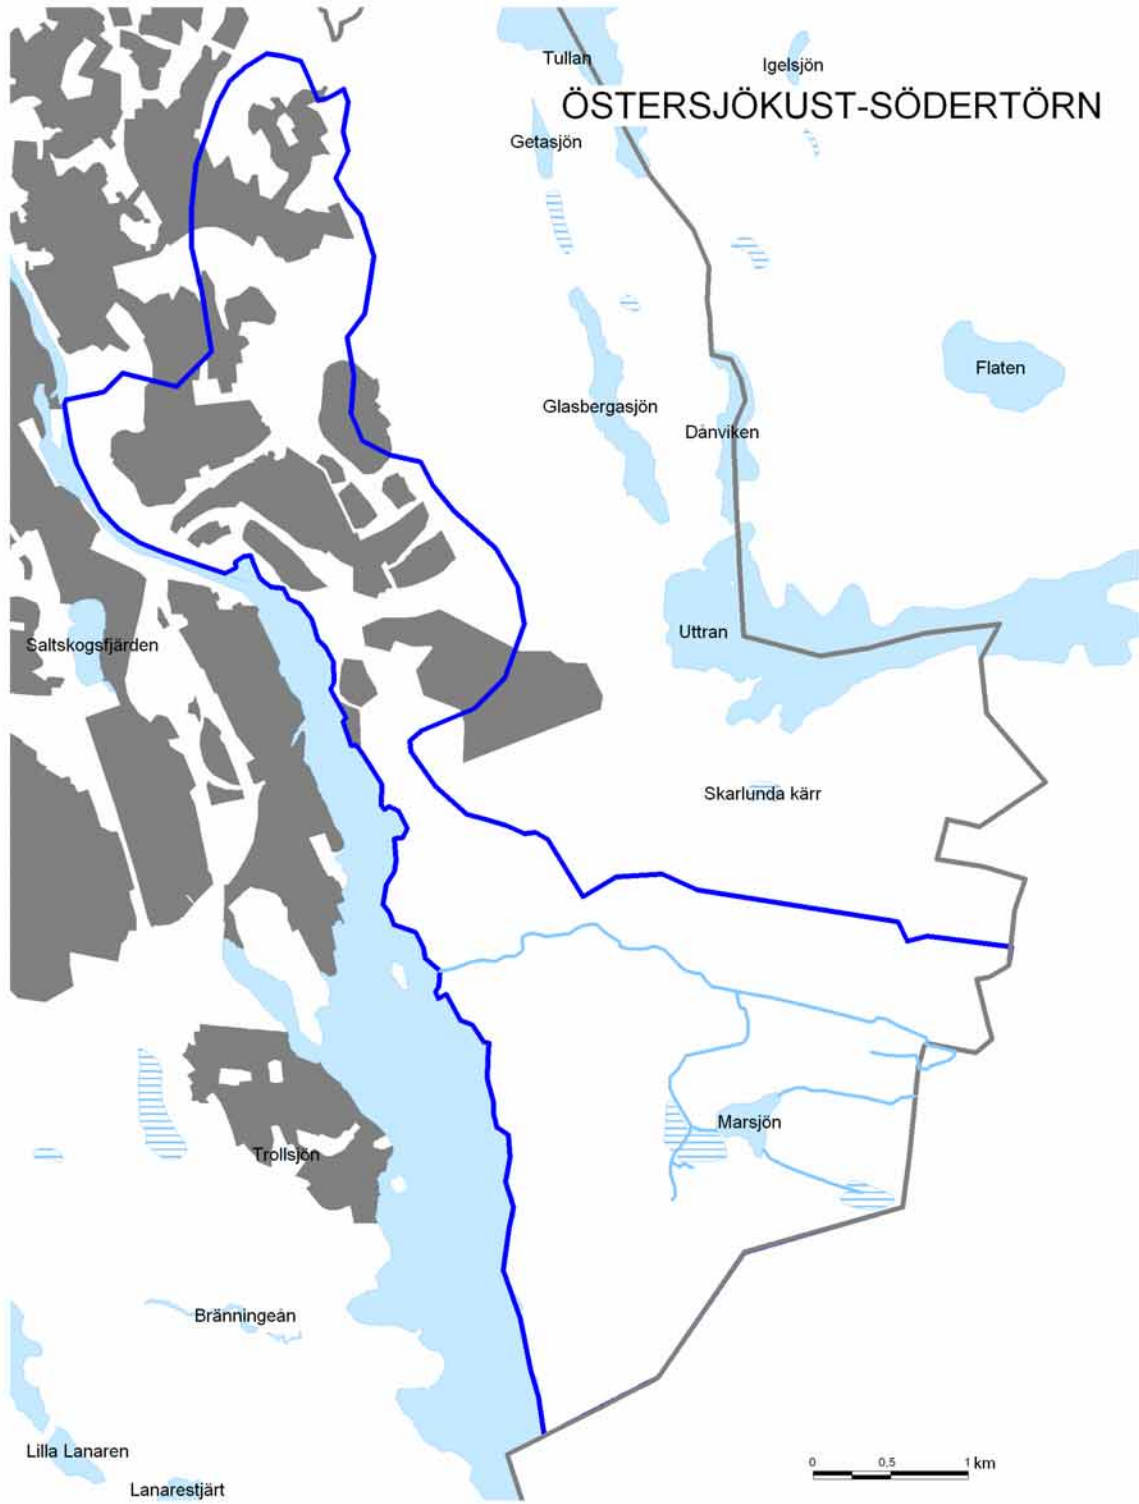 Tullan
Igelsjön
ÖSTERSJÖKUST-SÖDERTÖRN
Getasjön
Flaten
Glasbergasjön
Dånviken
Uttran
Saltskogsfjärden
Skarlunda kärr
Marsjön
Trollsjön
Bränningeån
Lilla Lanaren
Lanarestjärt
0 0,5 1 km